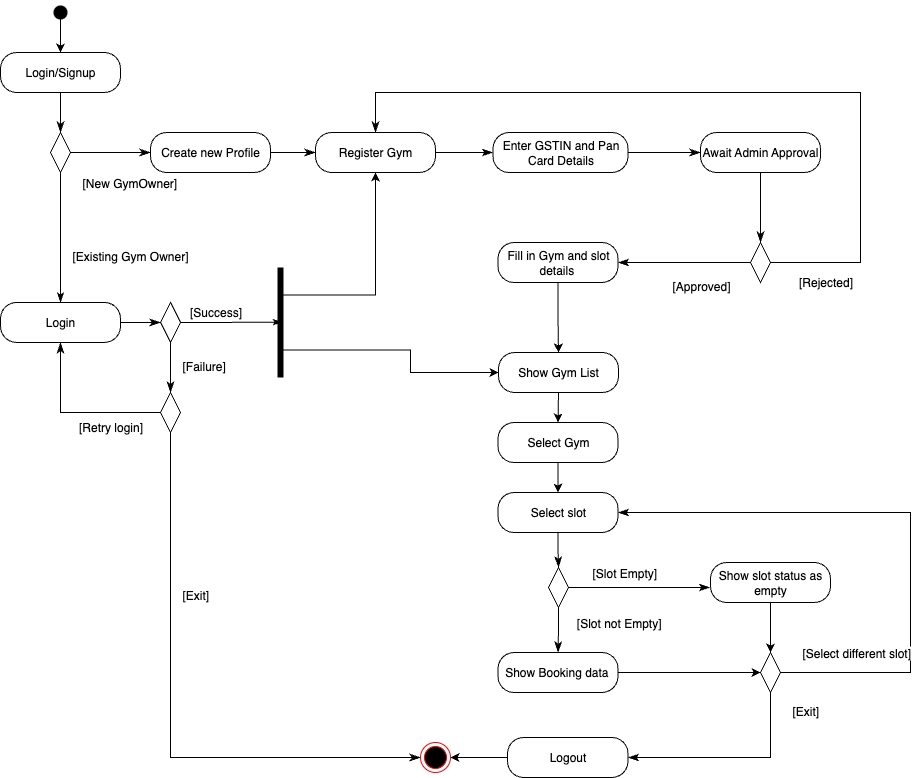 Login/Signup
Create new Profile
Register Gym
Enter GSTIN and Pan
Card Details
Await Admin Approval
[New GymOwner]
[Existing Gym Owner]
Fill in Gym and slot
details
[Approved]
[Rejected]
Login
[Success]
[Failure]
Show Gym List
[Retry login]
Select Gym
Select slot
[Slot Empty]
Show slot status as
empty
[Exit]
[Slot not Empty]
Show Booking data
[Select different slot]
[Exit]
Logout